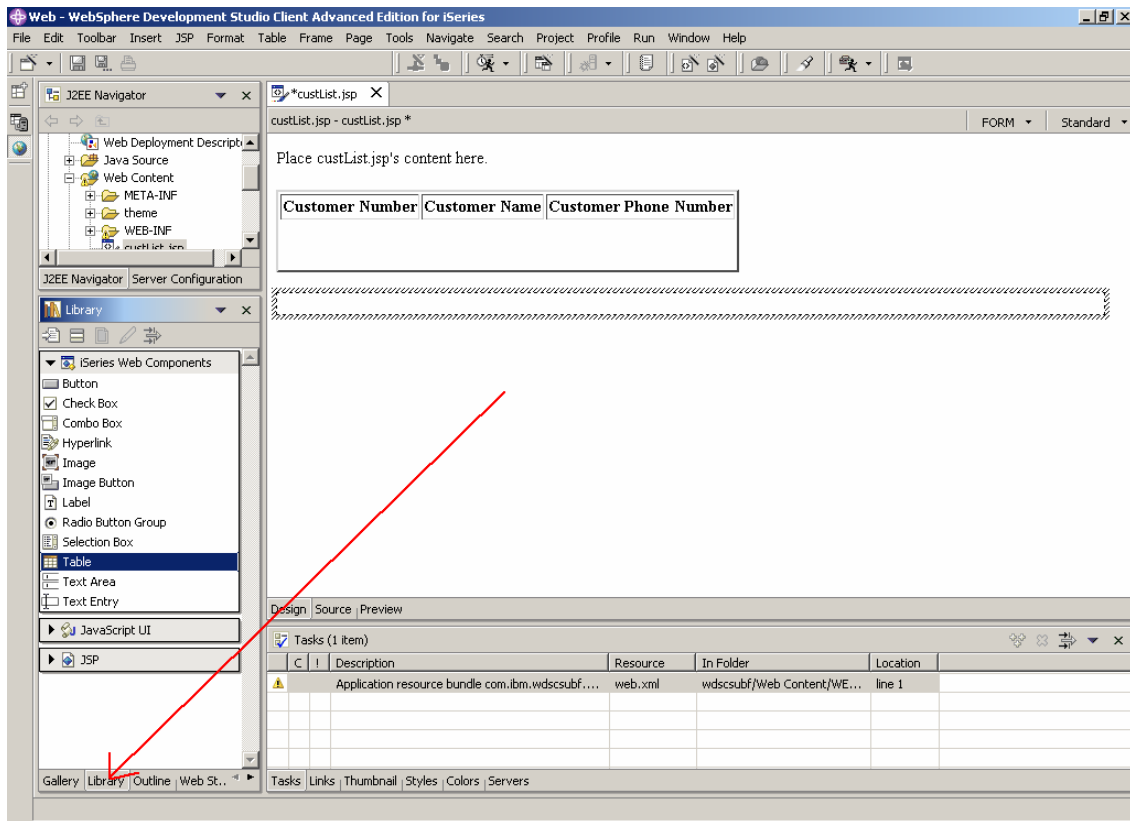 Web - WebSphere Development Studio Client Advanced Edition for iSeries
File Edit Toolbar Insert JSP Format Table Frame Page Tools Navigate Search Project Profile Run Window Help
J2EE Navigator
Web Deployment Descript
Java Source
Web Content
META-INF
theme
WEB-INF
custList.jsp
J2EE Navigator Server Configuration
Library
iSeries Web Components
Button
Check Box
Combo Box
Hyperlink
Image
Image Button
Label
Radio Button Group
Selection Box
Table
Text Area
Text Entry
JavaScript UI
JSP
Gallery Library Outline Web St..
*custList.jsp
custList.jsp - custList.jsp * FORM Standard
Place custList.jsp's content here.
Customer Number Customer Name Customer Phone Number
Design Source Preview
Tasks (1 item)
C ! Description Resource In Folder Location
Application resource bundle com.ibm.wdscsubf.... web.xml wdscsubf/Web Content/WE... line 1
Tasks Links Thumbnail Styles Colors Servers